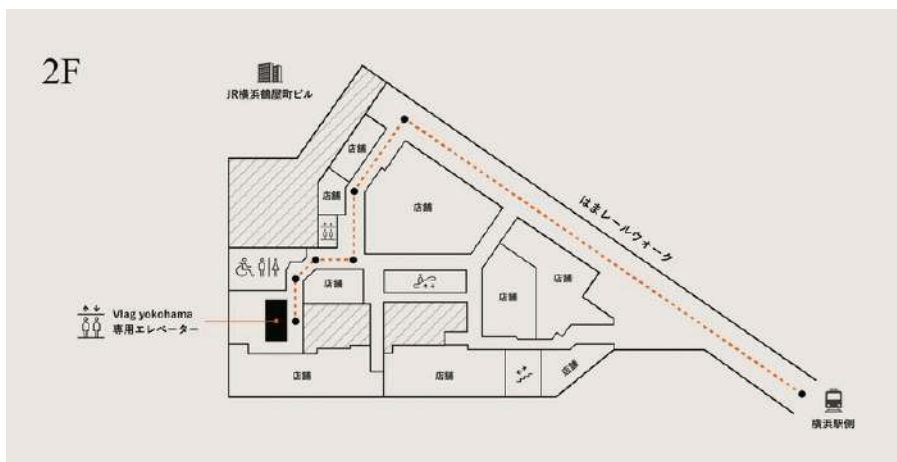 2F
JR横浜鶴屋町ビル
店舗
店舗
店舗
はまレールウォーク
店舗
店舗
店舗
Vlag yokohama
専用エレベーター
店舗
店舗
店舗
横浜駅側